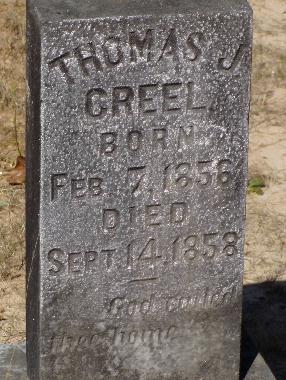 THOMAS J
CREEL.
BORN
FEB 7, 1856,
DIED
SEPT 14, 1858
God called
thee home